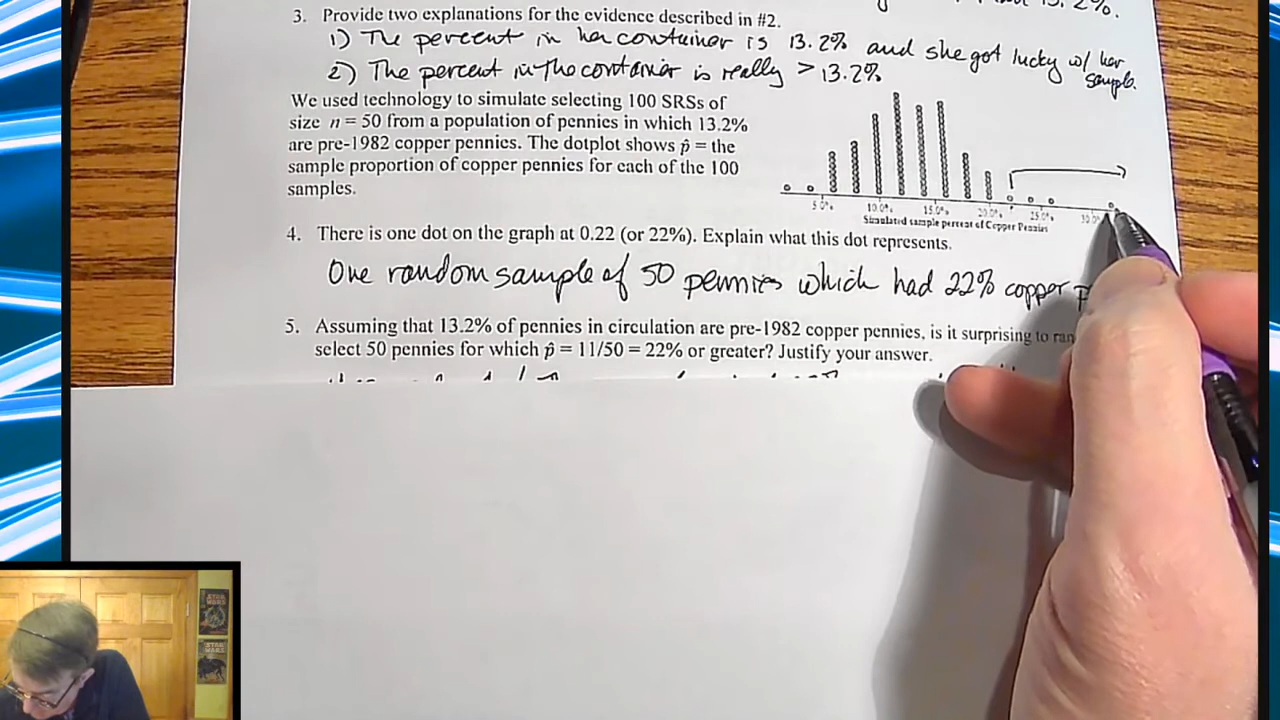 13.2%.
3. Provide two explanations for the evidence described in #2.
1) The percent in her container is 13.2% and she got lucky w/ her sample.
2) The percent in the container is really > 13.2%
We used technology to simulate selecting 100 SRSs of
size n = 50 from a population of pennies in which 13.2%
are pre-1982 copper pennies. The dotplot shows p̂ = the
sample proportion of copper pennies for each of the 100
samples.
5.0% 10.0% 15.0% 20.0% 25.0% 30.0%
Simulated sample percent of Copper Pennies
4. There is one dot on the graph at 0.22 (or 22%). Explain what this dot represents.
One random sample of 50 pennies which had 22% copper
5. Assuming that 13.2% of pennies in circulation are pre-1982 copper pennies, is it surprising to
select 50 pennies for which p̂ = 11/50 = 22% or greater? Justify your answer.
STAR WARS
STAR WARS